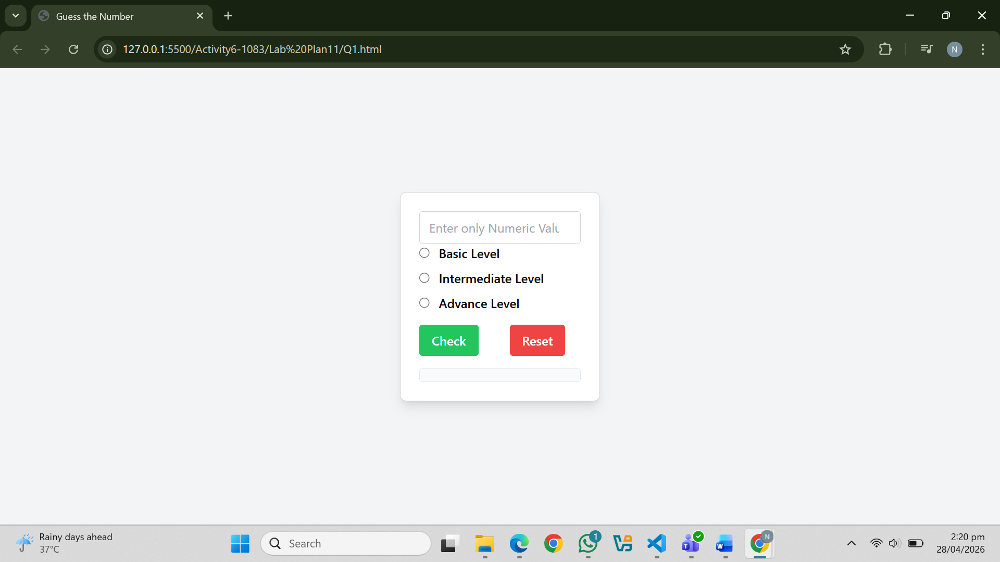 Guess the Number
127.0.0.1:5500/Activity6-1083/Lab%20Plan11/Q1.html
N
Enter only Numeric Valu
Basic Level
Intermediate Level
Advance Level
Check
Reset
Rainy days ahead
37°C
Search
1
T
W
N
2:20 pm
28/04/2026